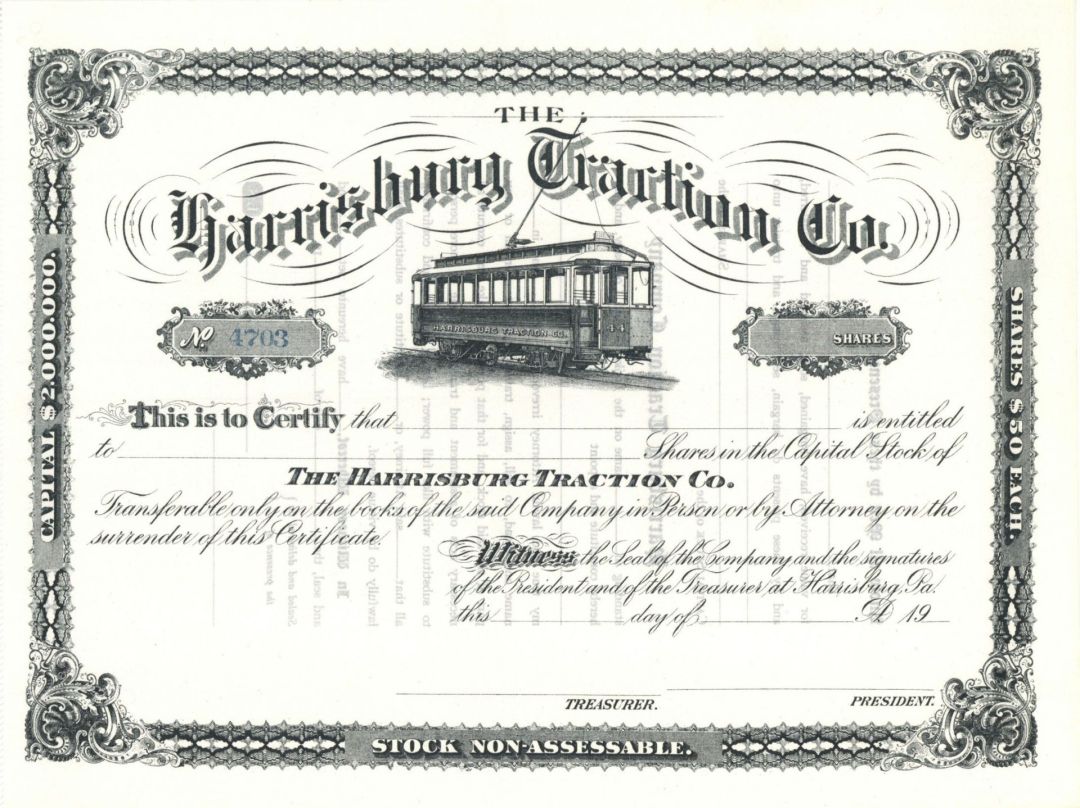 THE
Harrisburg Traction Co.
No 4703
HARRISBURG TRACTION CO.
44
SHARES
CAPITAL $2,000,000.
SHARES $50 EACH.
This is to Certify that is entitled
to Shares in the Capital Stock of
THE HARRISBURG TRACTION CO.
Transferable only on the books of the said Company in Person or by Attorney on the
surrender of this Certificate.
Witness the Seal of the Company and the signatures
of the President and of the Treasurer at Harrisburg, Pa.
this day of A.D. 19
TREASURER. PRESIDENT.
STOCK NON-ASSESSABLE.